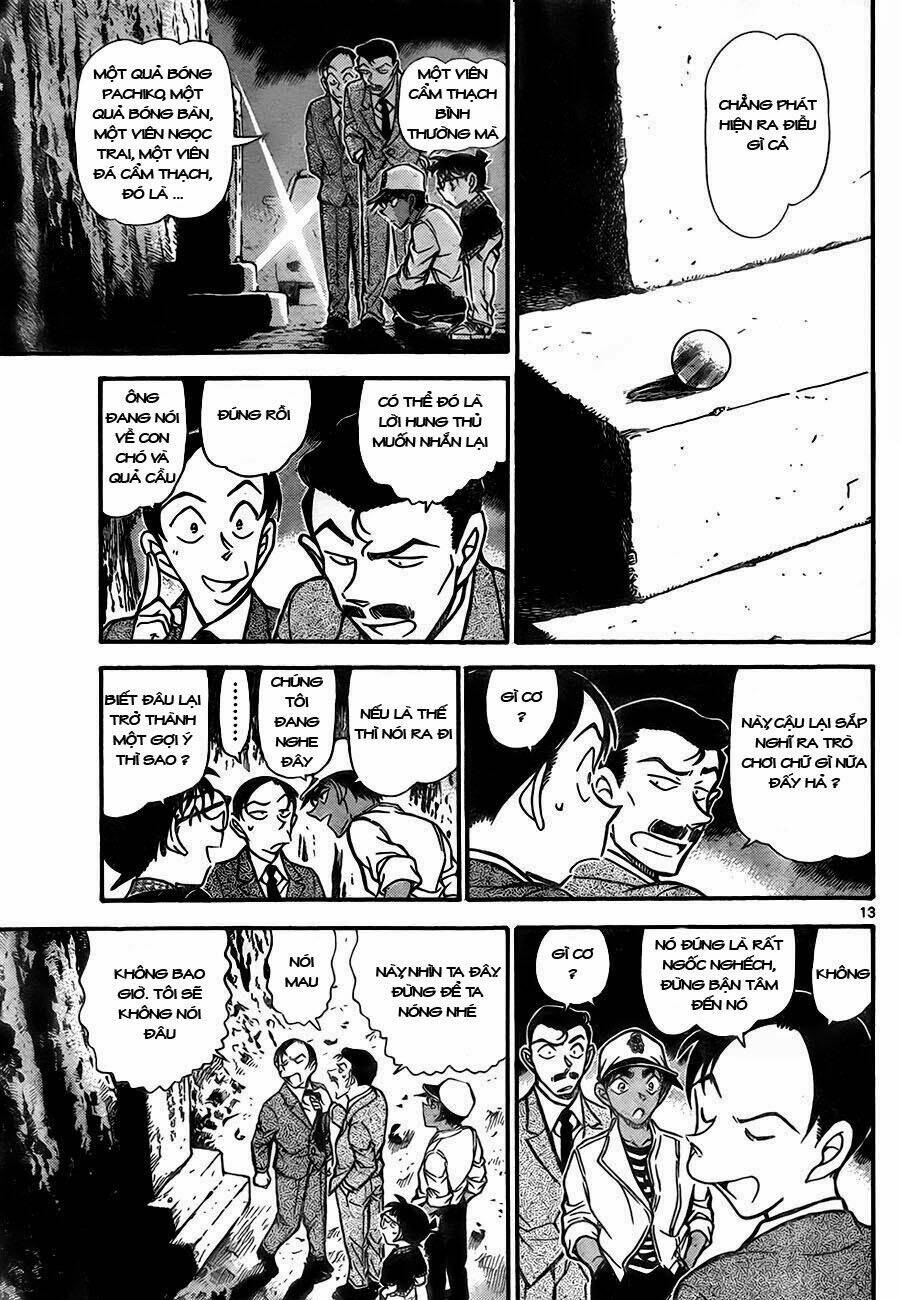 CHẲNG PHÁT
HIỆN RA ĐIỀU
GÌ CẢ
MỘT VIÊN
CẨM THẠCH
BÌNH
THƯỜNG MÀ
MỘT QUẢ BÓNG
PACHIKO, MỘT
QUẢ BÓNG BÀN,
MỘT VIÊN NGỌC
TRAI, MỘT VIÊN
ĐÁ CẨM THẠCH,
ĐÓ LÀ ...
CÓ THỂ ĐÓ LÀ
LỜI HUNG THỦ
MUỐN NHẮN LẠI
ĐÚNG RỒI
ÔNG
ĐANG NÓI
VỀ CON
CHÓ VÀ
QUẢ CẦU
NÀY, CẬU LẠI SẮP
NGHĨ RA TRÒ
CHƠI CHỮ GÌ NỮA
ĐẤY HẢ ?
GÌ CƠ
?
NẾU LÀ THẾ
THÌ NÓI RA ĐI
CHÚNG
TÔI
ĐANG
NGHE
ĐÂY
........
BIẾT ĐÂU LẠI
TRỞ THÀNH
MỘT GỢI Ý
THÌ SAO ?
13
KHÔNG
NÓ ĐÚNG LÀ RẤT
NGỐC NGHẾCH,
ĐỪNG BẬN TÂM
ĐẾN NÓ
GÌ CƠ
?
NÀY, NHÌN TA ĐÂY
ĐỪNG ĐỂ TA
NÓNG NHÉ
NÓI
MAU
KHÔNG BAO
GIỜ. TÔI SẼ
KHÔNG NÓI
ĐÂU